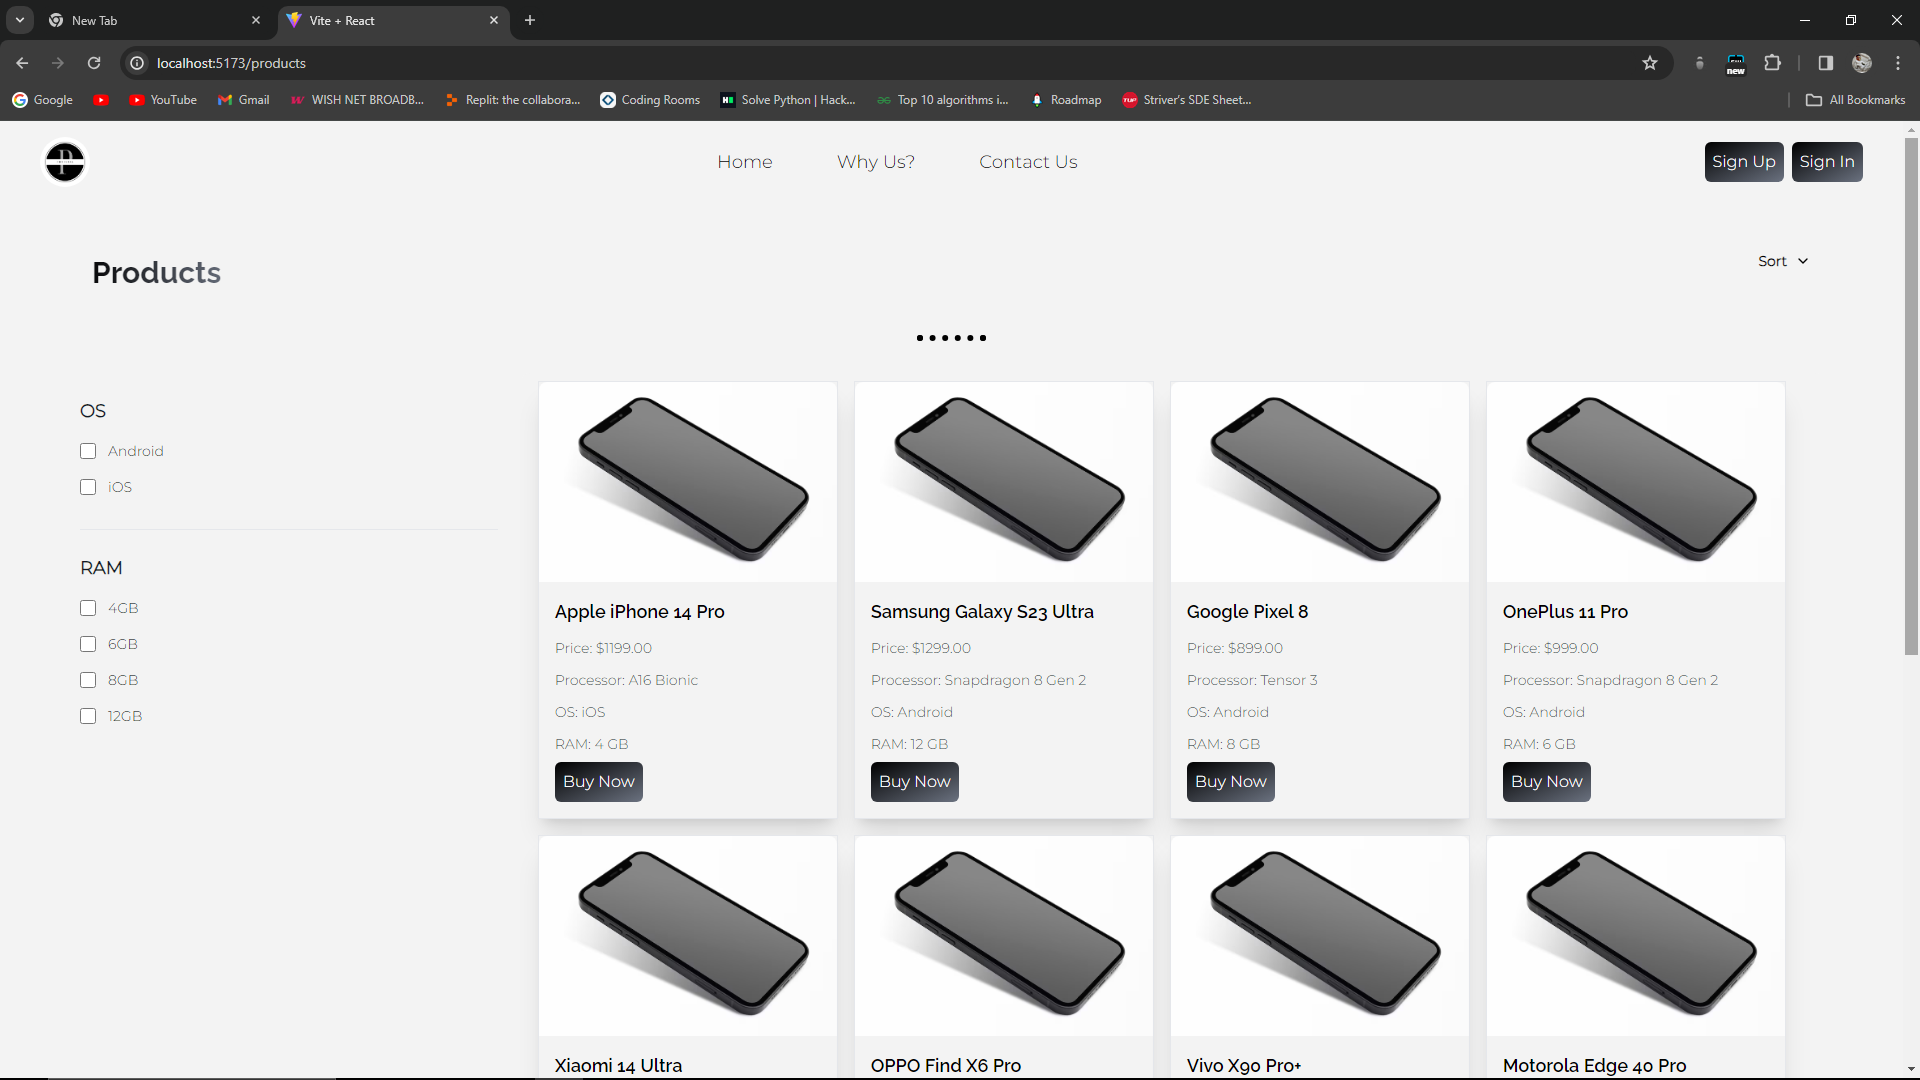 New Tab
Vite + React
localhost:5173/products
new
Google
YouTube
Gmail
WISH NET BROADB...
Replit: the collabora...
Coding Rooms
Solve Python | Hack...
Top 10 algorithms i...
Roadmap
Striver's SDE Sheet...
All Bookmarks
Home
Why Us?
Contact Us
Sign Up
Sign In
Products
Sort
OS
Android
iOS
RAM
4GB
6GB
8GB
12GB
Apple iPhone 14 Pro
Price: $1199.00
Processor: A16 Bionic
OS: iOS
RAM: 4 GB
Buy Now
Samsung Galaxy S23 Ultra
Price: $1299.00
Processor: Snapdragon 8 Gen 2
OS: Android
RAM: 12 GB
Buy Now
Google Pixel 8
Price: $899.00
Processor: Tensor 3
OS: Android
RAM: 8 GB
Buy Now
OnePlus 11 Pro
Price: $999.00
Processor: Snapdragon 8 Gen 2
OS: Android
RAM: 6 GB
Buy Now
Xiaomi 14 Ultra
OPPO Find X6 Pro
Vivo X90 Pro+
Motorola Edge 40 Pro